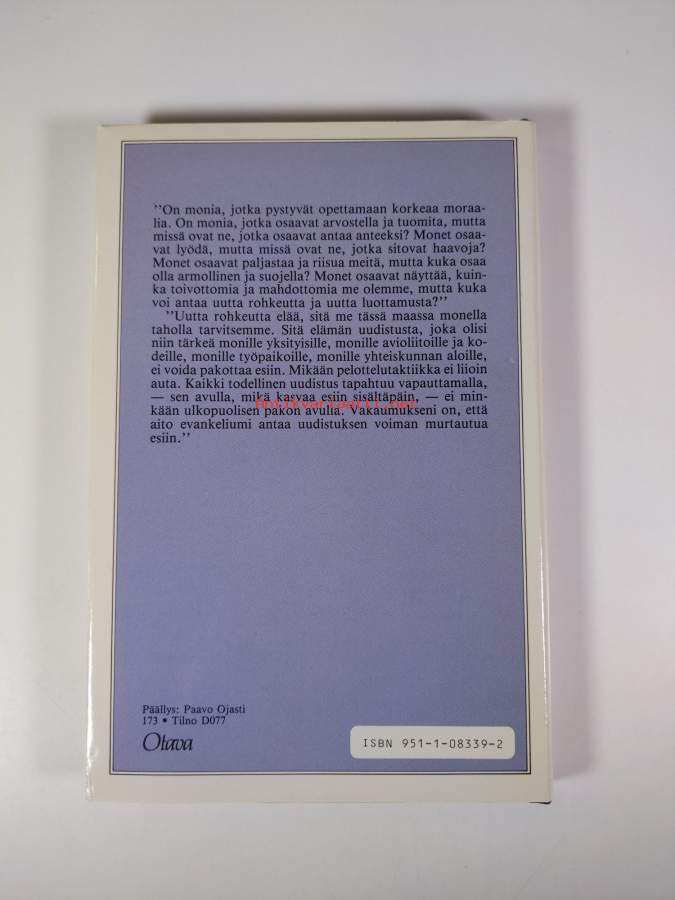 ''On monia, jotka pystyvät opettamaan korkeaa moraa-
lia. On monia, jotka osaavat arvostella ja tuomita, mutta
missä ovat ne, jotka osaavat antaa anteeksi? Monet osaa-
vat lyödä, mutta missä ovat ne, jotka sitovat haavoja?
Monet osaavat paljastaa ja riisua meitä, mutta kuka osaa
olla armollinen ja suojella? Monet osaavat näyttää, kuin-
ka toivottomia ja mahdottomia me olemme, mutta kuka
voi antaa uutta rohkeutta ja uutta luottamusta?''
''Uutta rohkeutta elää, sitä me tässä maassa monella
taholla tarvitsemme. Sitä elämän uudistusta, joka olisi
niin tärkeä monille yksityisille, monille avioliitoille ja ko-
deille, monille työpaikoille, monille yhteiskunnan aloille,
ei voida pakottaa esiin. Mikään pelottelutaktiikka ei liioin
auta. Kaikki todellinen uudistus tapahtuu vapauttamalla,
— sen avulla, mikä kasvaa esiin sisältäpäin, — ei min-
Antikvariaatti.net
kään ulkopuolisen pakon avulla. Vakaumukseni on, että
aito evankeliumi antaa uudistuksen voiman murtautua
esiin.''
Päällys: Paavo Ojasti
173 • Tilno D077
Otava
ISBN 951-1-08339-2